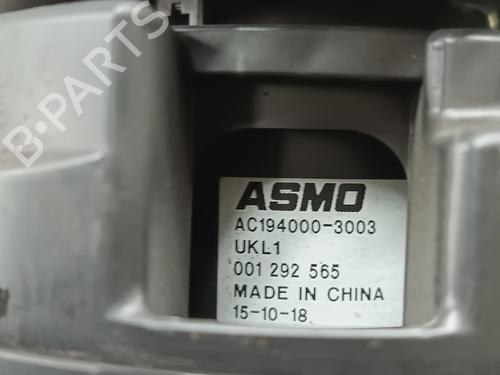 B-PARTS
ASMO
AC194000-3003
UKL1
001 292 565
MADE IN CHINA
15-10-18